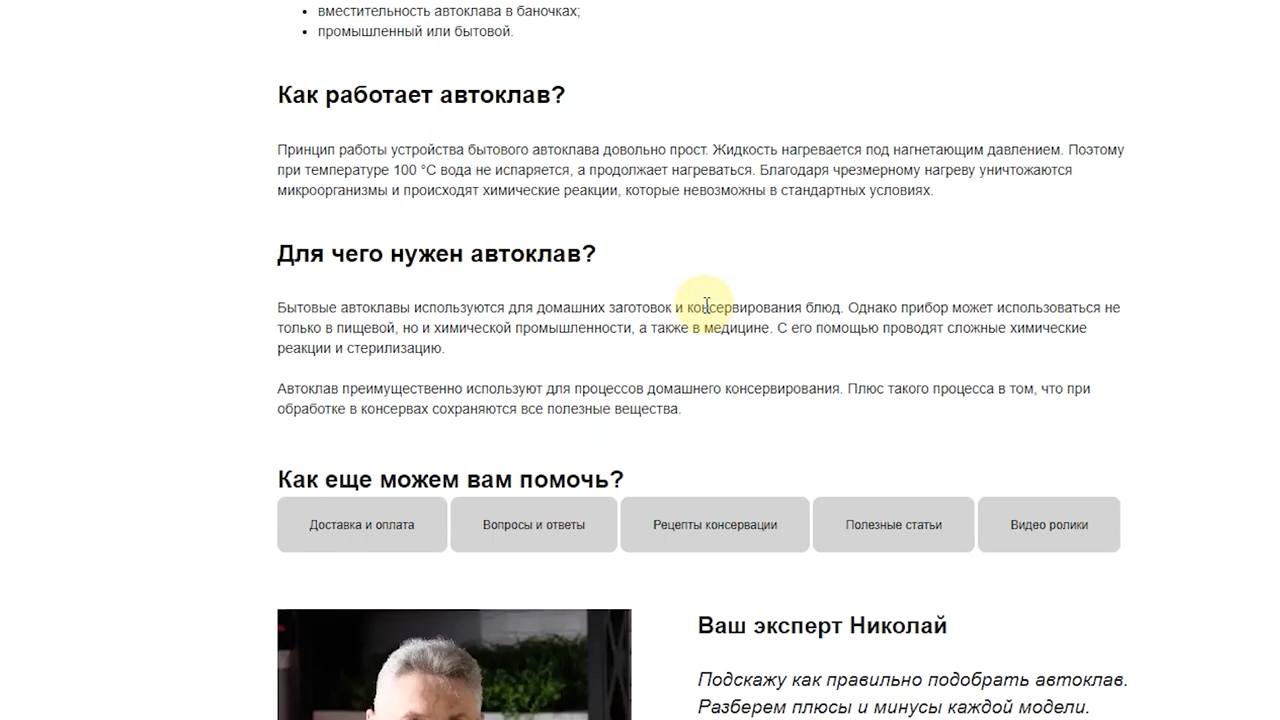 вместительность автоклава в баночках;
промышленный или бытовой.
Как работает автоклав?
Принцип работы устройства бытового автоклава довольно прост. Жидкость нагревается под нагнетающим давлением. Поэтому
при температуре 100 °C вода не испаряется, а продолжает нагреваться. Благодаря чрезмерному нагреву уничтожаются
микроорганизмы и происходят химические реакции, которые невозможны в стандартных условиях.
Для чего нужен автоклав?
Бытовые автоклавы используются для домашних заготовок и консервирования блюд. Однако прибор может использоваться не
только в пищевой, но и химической промышленности, а также в медицине. С его помощью проводят сложные химические
реакции и стерилизацию.
Автоклав преимущественно используют для процессов домашнего консервирования. Плюс такого процесса в том, что при
обработке в консервах сохраняются все полезные вещества.
Как еще можем вам помочь?
Доставка и оплата
Вопросы и ответы
Рецепты консервации
Полезные статьи
Видео ролики
Ваш эксперт Николай
Подскажу как правильно подобрать автоклав.
Разберем плюсы и минусы каждой модели.